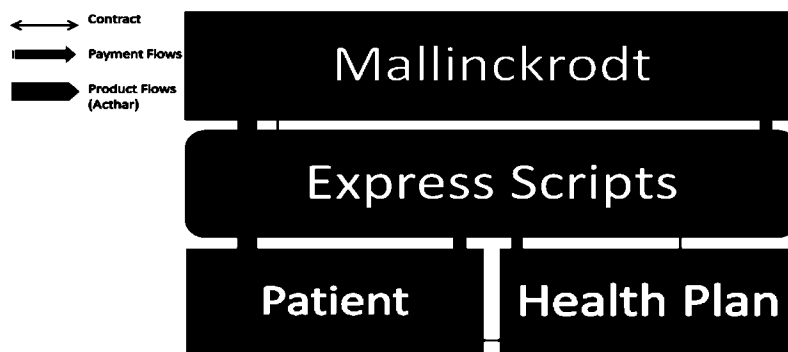 Contract
Payment Flows
Product Flows
(Acthar)
Mallinckrodt
Express Scripts
Patient
Health Plan